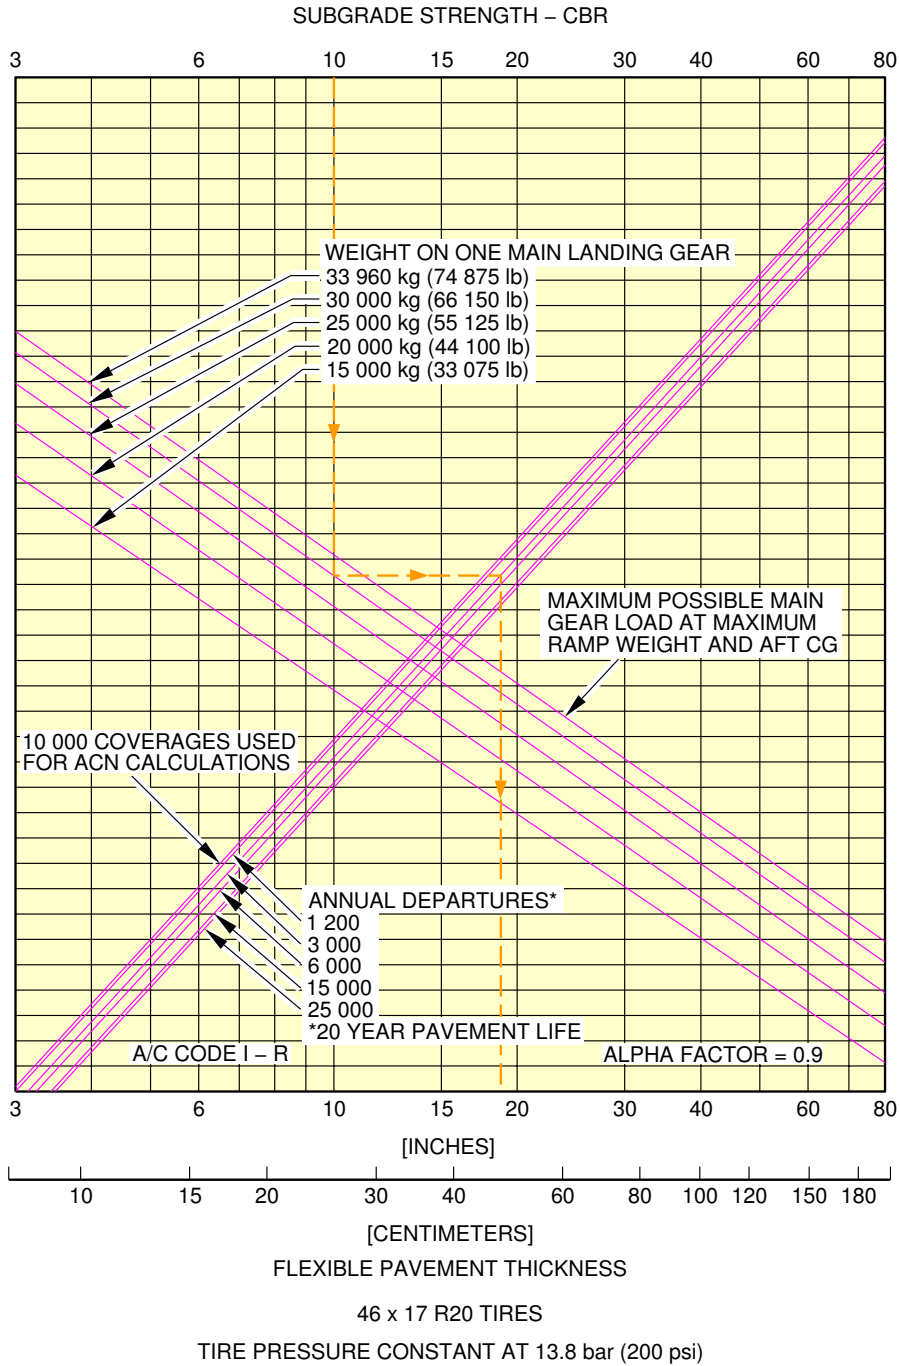 SUBGRADE STRENGTH – CBR
3 6 10 15 20 30 40 60 80
WEIGHT ON ONE MAIN LANDING GEAR
33 960 kg (74 875 lb)
30 000 kg (66 150 lb)
25 000 kg (55 125 lb)
20 000 kg (44 100 lb)
15 000 kg (33 075 lb)
MAXIMUM POSSIBLE MAIN
GEAR LOAD AT MAXIMUM
RAMP WEIGHT AND AFT CG
10 000 COVERAGES USED
FOR ACN CALCULATIONS
ANNUAL DEPARTURES*
1 200
3 000
6 000
15 000
25 000
*20 YEAR PAVEMENT LIFE
A/C CODE I – R
ALPHA FACTOR = 0.9
3 6 10 15 20 30 40 60 80
[INCHES]
10 15 20 30 40 60 80 100 120 150 180
[CENTIMETERS]
FLEXIBLE PAVEMENT THICKNESS
46 x 17 R20 TIRES
TIRE PRESSURE CONSTANT AT 13.8 bar (200 psi)